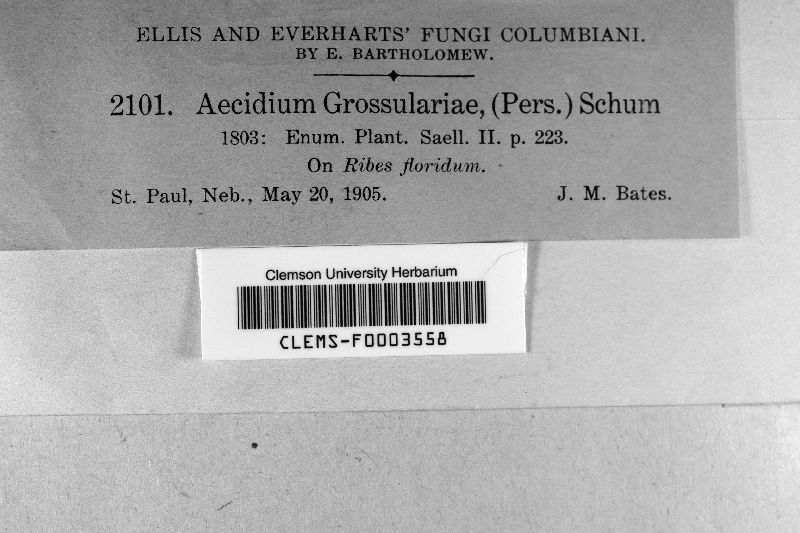 ELLIS AND EVERHARTS' FUNGI COLUMBIANI.
BY E. BARTHOLOMEW.
2101. Aecidium Grossulariae, (Pers.) Schum
1803: Enum. Plant. Saell. II. p. 223.
On Ribes floridum.
St. Paul, Neb., May 20, 1905. J. M. Bates.
Clemson University Herbarium
CLEMS-F0003558